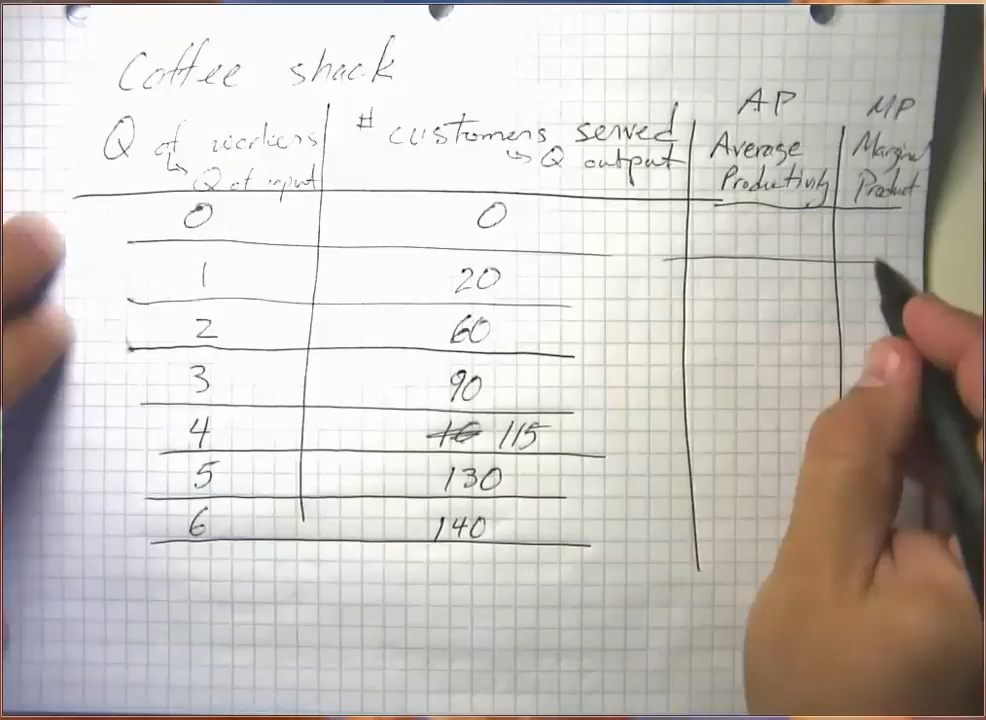 Coffee shack
Q of workers | # customers served | AP | MP
↳ Q of input | ↳ Q output | Average Productivity | Marginal Product
0 | 0
1 | 20
2 | 60
3 | 90
4 | 115
5 | 130
6 | 140